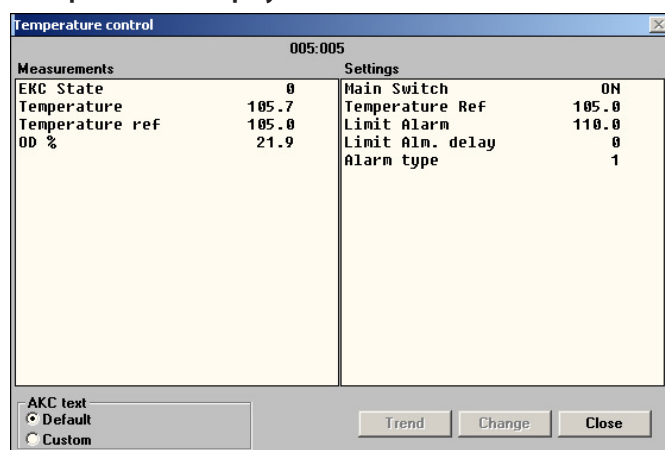 Temperature control
005:005
Measurements
Settings
EKC State 0
Temperature 105.7
Temperature ref 105.0
OD % 21.9
Main Switch ON
Temperature Ref 105.0
Limit Alarm 110.0
Limit Alm. delay 0
Alarm type 1
AKC text
Default
Custom
Trend
Change
Close